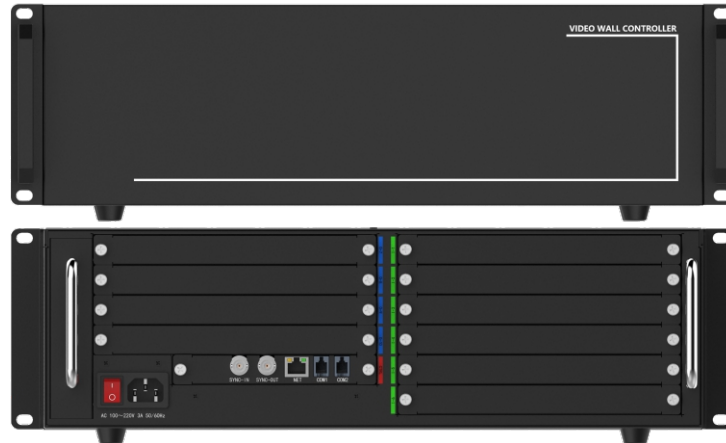 VIDEO WALL CONTROLLER
SYNC-IN SYNC-OUT NET COM1 COM2
AC 100~220V 3A 50/60Hz